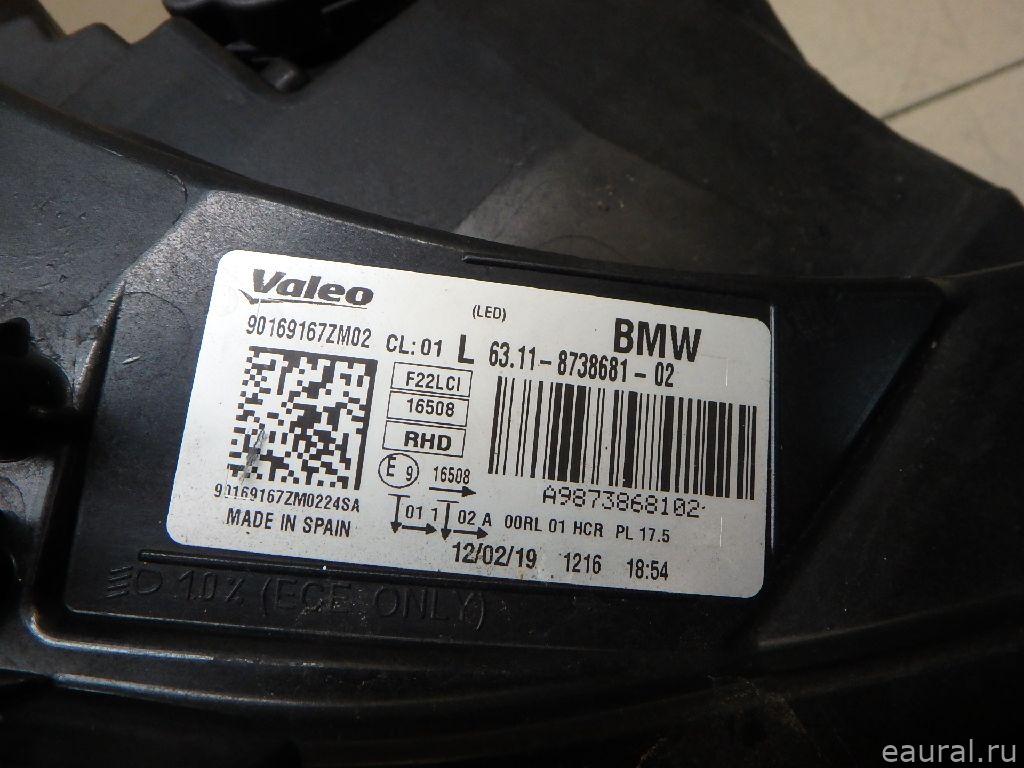 Valeo
(LED)
BMW
90169167ZM02 CL: 01 L 63.11-8738681-02
F22LCI
16508
RHD
E 9 16508
A9873868102
90169167ZM0224SA
MADE IN SPAIN
01 1 02 A 00RL 01 HCR PL 17.5
12/02/19 1216 18:54
1.0% (ECE ONLY)
eaural.ru